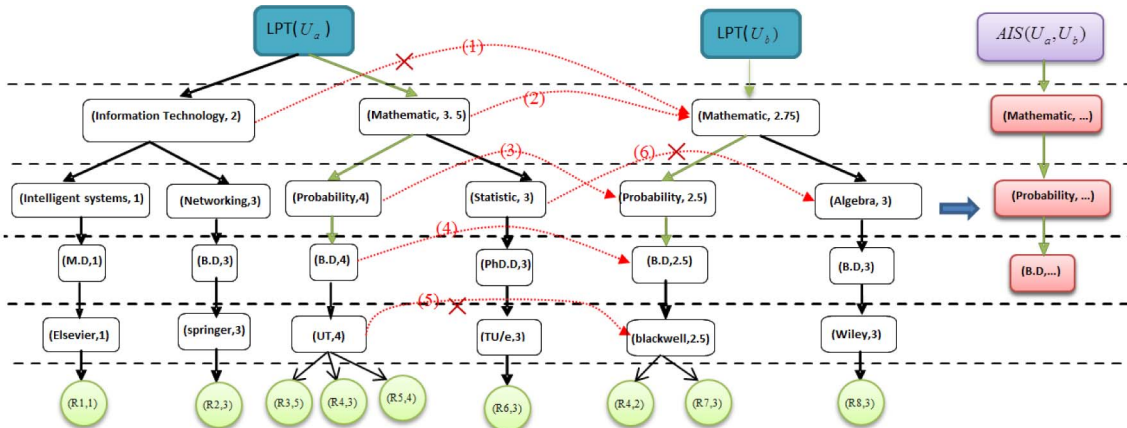 LPT(Ua)
LPT(Ub)
AIS(Ua,Ub)
(1)
(Information Technology, 2)
(Mathematic, 3. 5)
(2)
(Mathematic, 2.75)
(Mathematic, ...)
(3)
(6)
(Intelligent systems, 1)
(Networking,3)
(Probability,4)
(Statistic, 3)
(Probability, 2.5)
(Algebra, 3)
(Probability, ...)
(4)
(M.D,1)
(B.D,3)
(B.D,4)
(PhD.D,3)
(B.D,2.5)
(B.D,3)
(B.D,...)
(5)
(Elsevier,1)
(springer,3)
(UT,4)
(TU/e,3)
(blackwell,2.5)
(Wiley,3)
(R1,1)
(R2,3)
(R3,5)
(R4,3)
(R5,4)
(R6,3)
(R4,2)
(R7,3)
(R8,3)